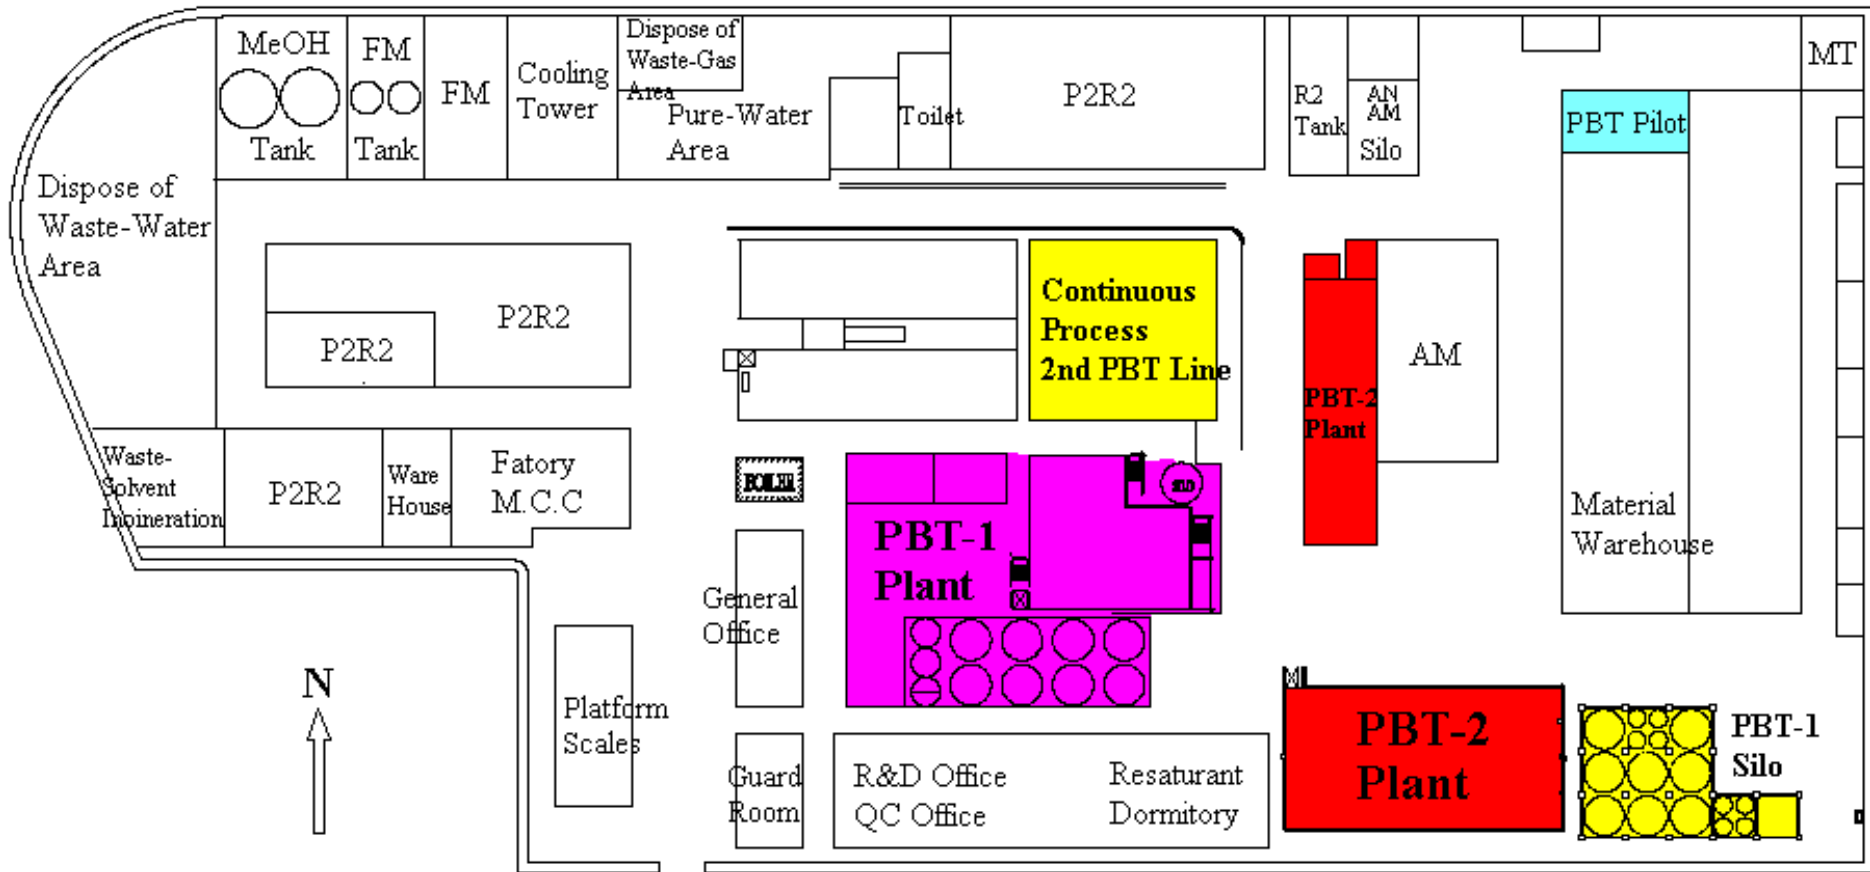 MeOH
Tank
FM
Tank
FM
Cooling
Tower
Dispose of
Waste-Gas
Area
Pure-Water
Area
Toilet
P2R2
R2
Tank
AN
AM
Silo
MT
PBT Pilot
Dispose of
Waste-Water
Area
P2R2
P2R2
Continuous
Process
2nd PBT Line
PBT-2
Plant
AM
Waste-
Solvent
Inoineration
P2R2
Ware
House
Fatory
M.C.C
BOILER
PBT-1
Plant
SILO
Material
Warehouse
General
Office
N
Platform
Scales
Guard
Room
R&D Office
QC Office
Resaturant
Dormitory
PBT-2
Plant
PBT-1
Silo